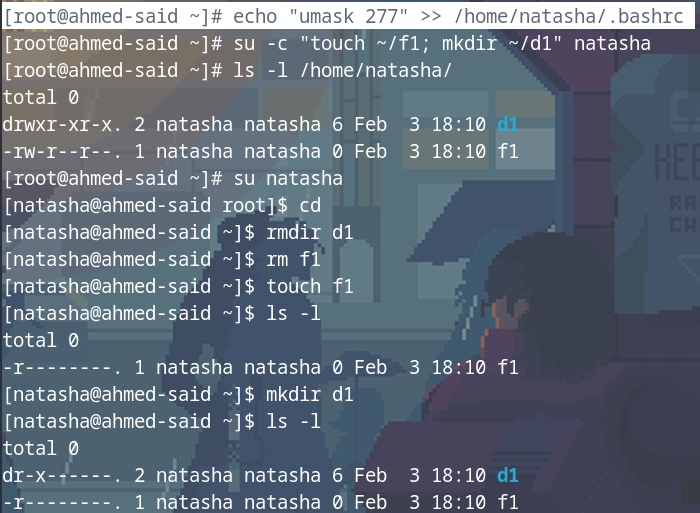 [root@ahmed-said ~]# echo "umask 277" >> /home/natasha/.bashrc
[root@ahmed-said ~]# su -c "touch ~/f1; mkdir ~/d1" natasha
[root@ahmed-said ~]# ls -l /home/natasha/
total 0
drwxr-xr-x. 2 natasha natasha 6 Feb  3 18:10 d1
-rw-r--r--. 1 natasha natasha 0 Feb  3 18:10 f1
[root@ahmed-said ~]# su natasha
[natasha@ahmed-said root]$ cd
[natasha@ahmed-said ~]$ rmdir d1
[natasha@ahmed-said ~]$ rm f1
[natasha@ahmed-said ~]$ touch f1
[natasha@ahmed-said ~]$ ls -l
total 0
-r--------. 1 natasha natasha 0 Feb  3 18:10 f1
[natasha@ahmed-said ~]$ mkdir d1
[natasha@ahmed-said ~]$ ls -l
total 0
dr-x------. 2 natasha natasha 6 Feb  3 18:10 d1
-r--------. 1 natasha natasha 0 Feb  3 18:10 f1